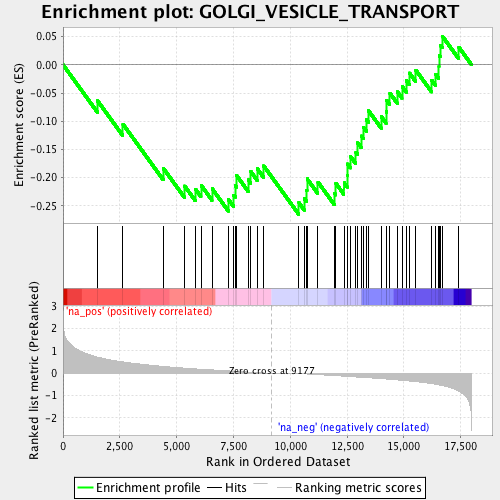 Enrichment plot: GOLGI_VESICLE_TRANSPORT
Enrichment score (ES)
0.05
0.00
-0.05
-0.10
-0.15
-0.20
-0.25
'na_pos' (positively correlated)
Ranked list metric (PreRanked)
3
2
1
0
-1
-2
Zero cross at 9177
'na_neg' (negatively correlated)
0
2,500
5,000
7,500
10,000
12,500
15,000
17,500
Rank in Ordered Dataset
Enrichment profile
Hits
Ranking metric scores